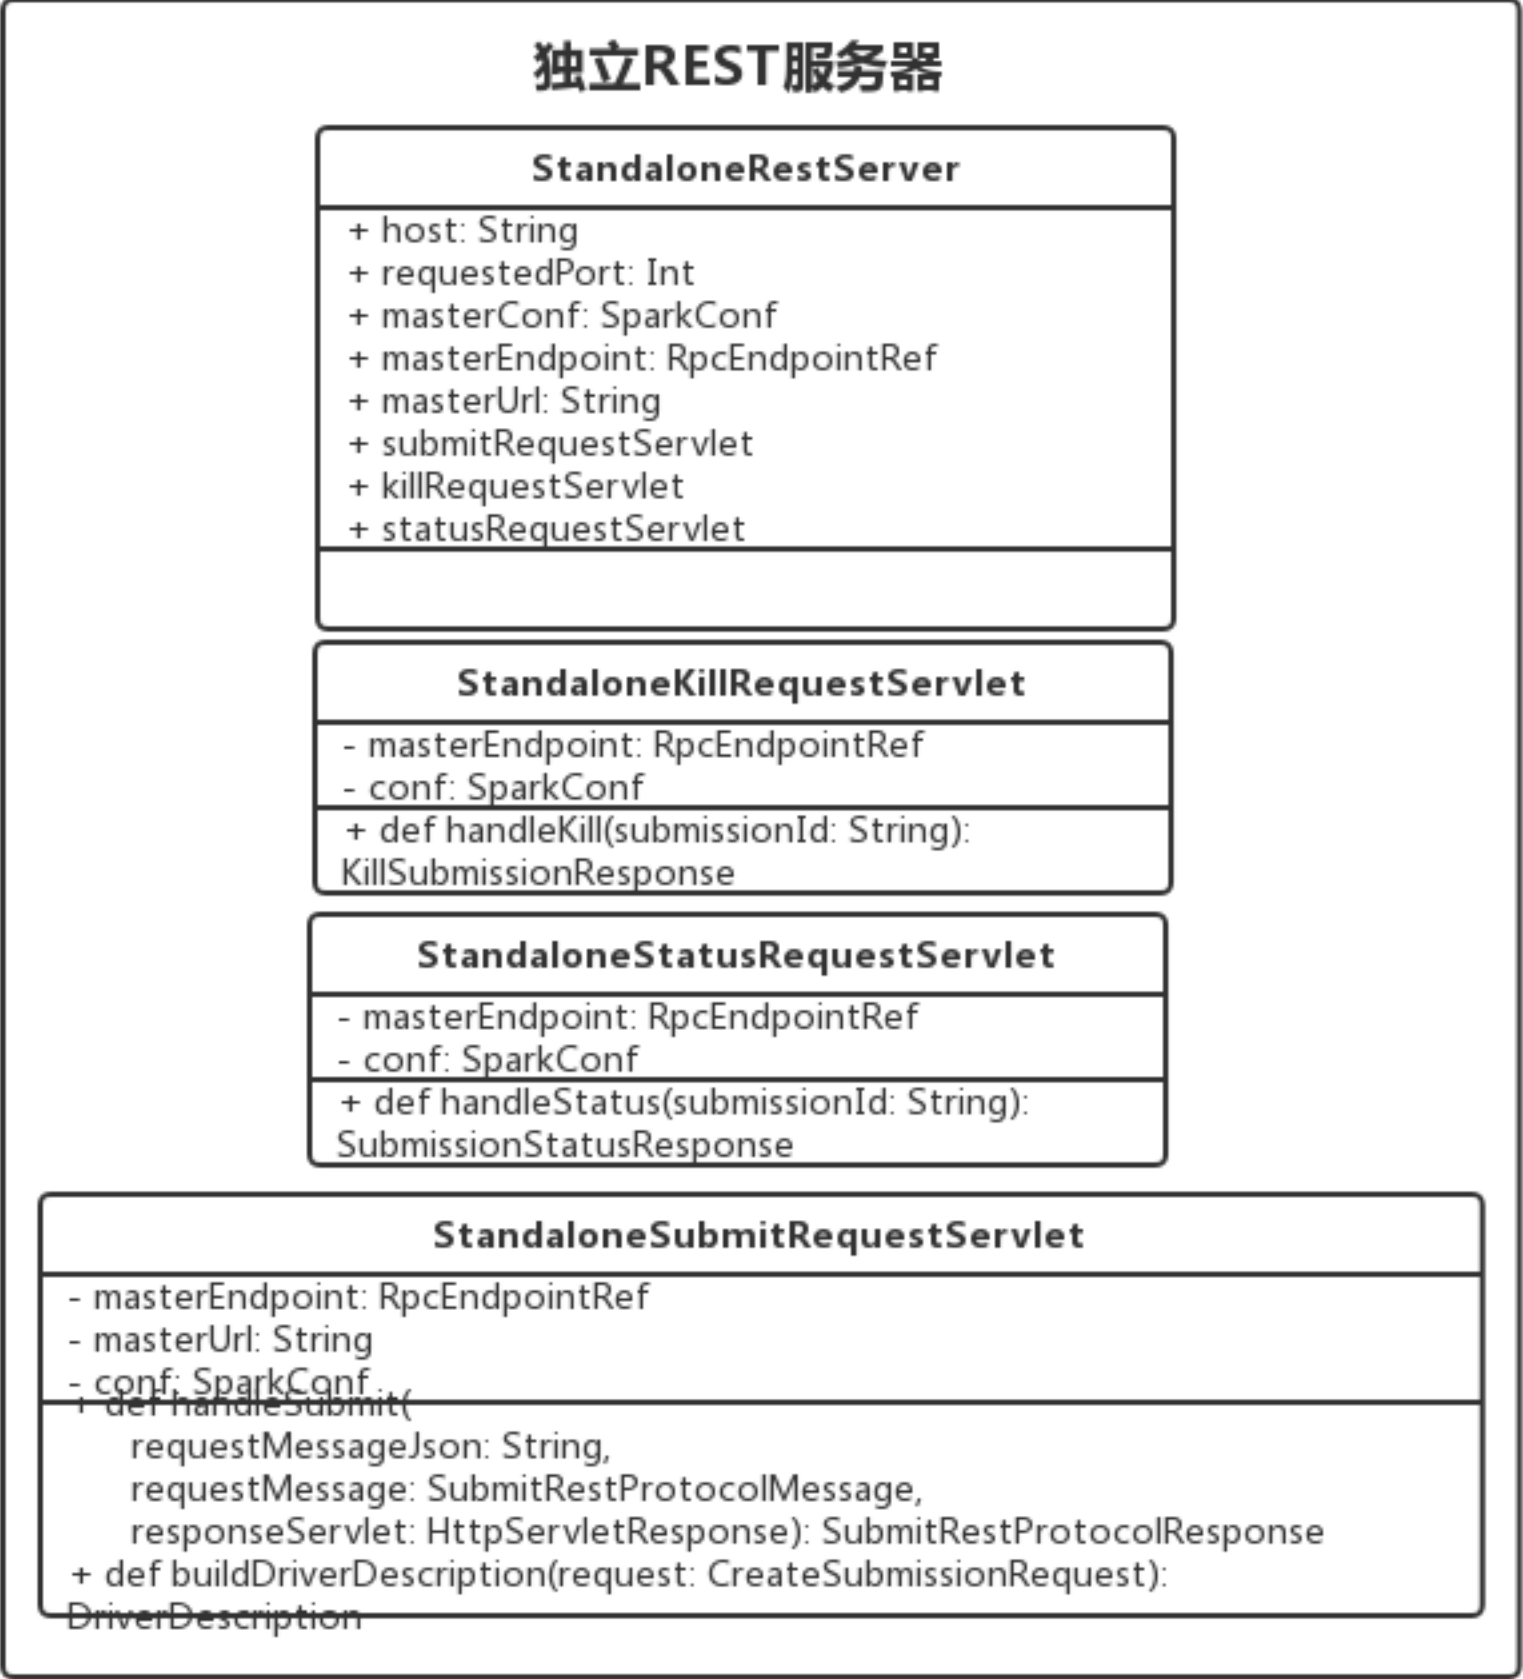 独立REST服务器
StandaloneRestServer
+ host: String
+ requestedPort: Int
+ masterConf: SparkConf
+ masterEndpoint: RpcEndpointRef
+ masterUrl: String
+ submitRequestServlet
+ killRequestServlet
+ statusRequestServlet
StandaloneKillRequestServlet
- masterEndpoint: RpcEndpointRef
- conf: SparkConf
+ def handleKill(submissionId: String):
KillSubmissionResponse
StandaloneStatusRequestServlet
- masterEndpoint: RpcEndpointRef
- conf: SparkConf
+ def handleStatus(submissionId: String):
SubmissionStatusResponse
StandaloneSubmitRequestServlet
- masterEndpoint: RpcEndpointRef
- masterUrl: String
- conf: SparkConf
+ def handleSubmit(
requestMessageJson: String,
requestMessage: SubmitRestProtocolMessage,
responseServlet: HttpServletResponse): SubmitRestProtocolResponse
+ def buildDriverDescription(request: CreateSubmissionRequest):
DriverDescription